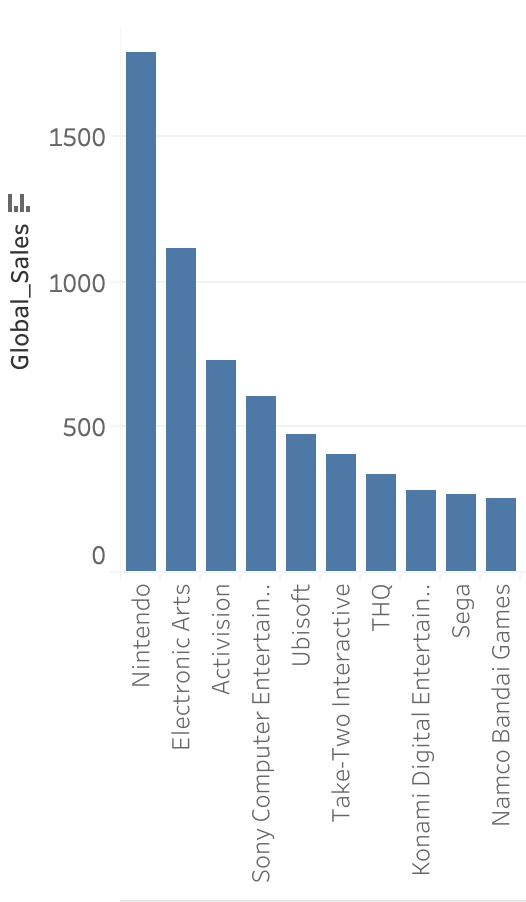 Global_Sales
1500
1000
500
0
Nintendo
Electronic Arts
Activision
Sony Computer Entertain..
Ubisoft
Take-Two Interactive
THQ
Konami Digital Entertain..
Sega
Namco Bandai Games